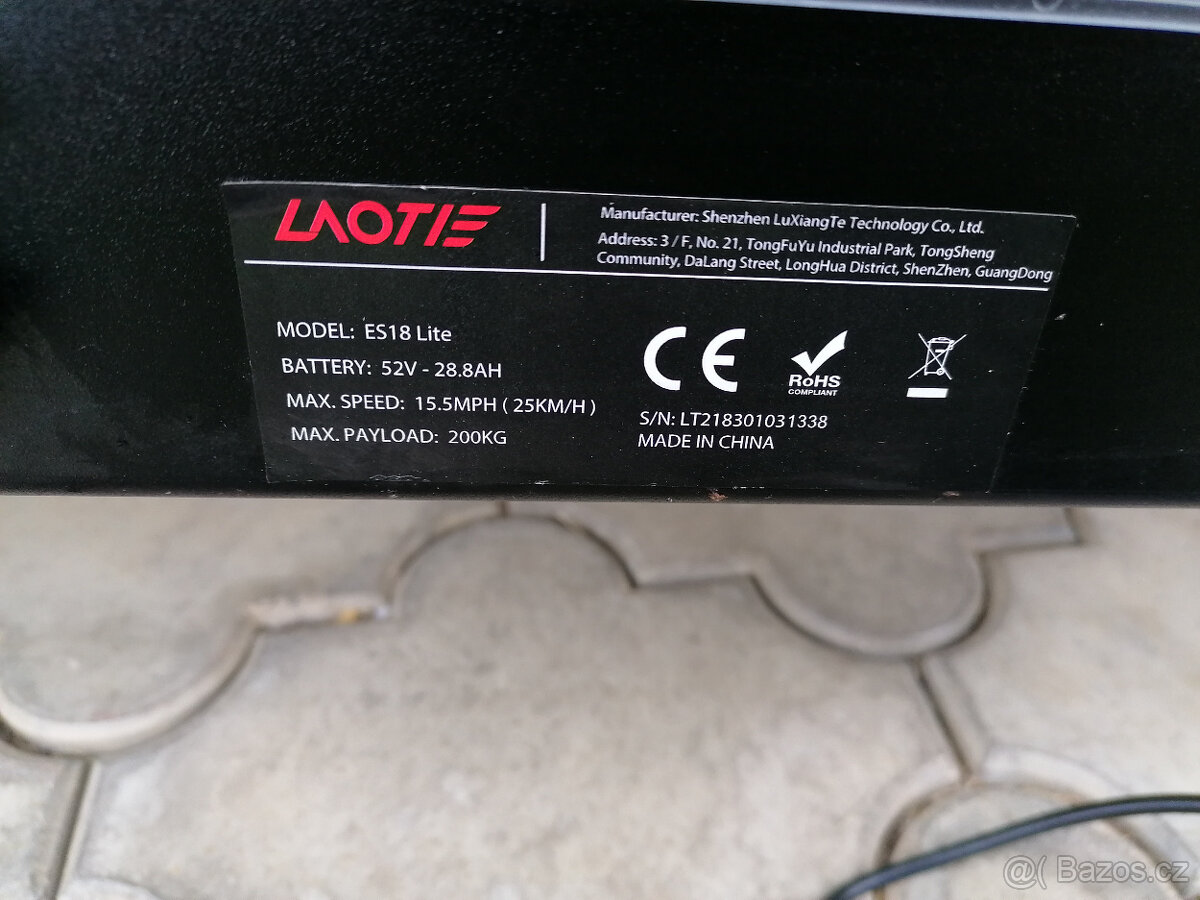 LAOTIE
Manufacturer: Shenzhen LuXiangTe Technology Co., Ltd.
Address: 3 / F, No. 21, TongFuYu Industrial Park, TongSheng
Community, DaLang Street, LongHua District, ShenZhen, GuangDong
MODEL: ES18 Lite
BATTERY: 52V - 28.8AH
MAX. SPEED: 15.5MPH ( 25KM/H )
MAX. PAYLOAD: 200KG
CE
RoHS
COMPLIANT
S/N: LT218301031338
MADE IN CHINA
@( Bazos.cz